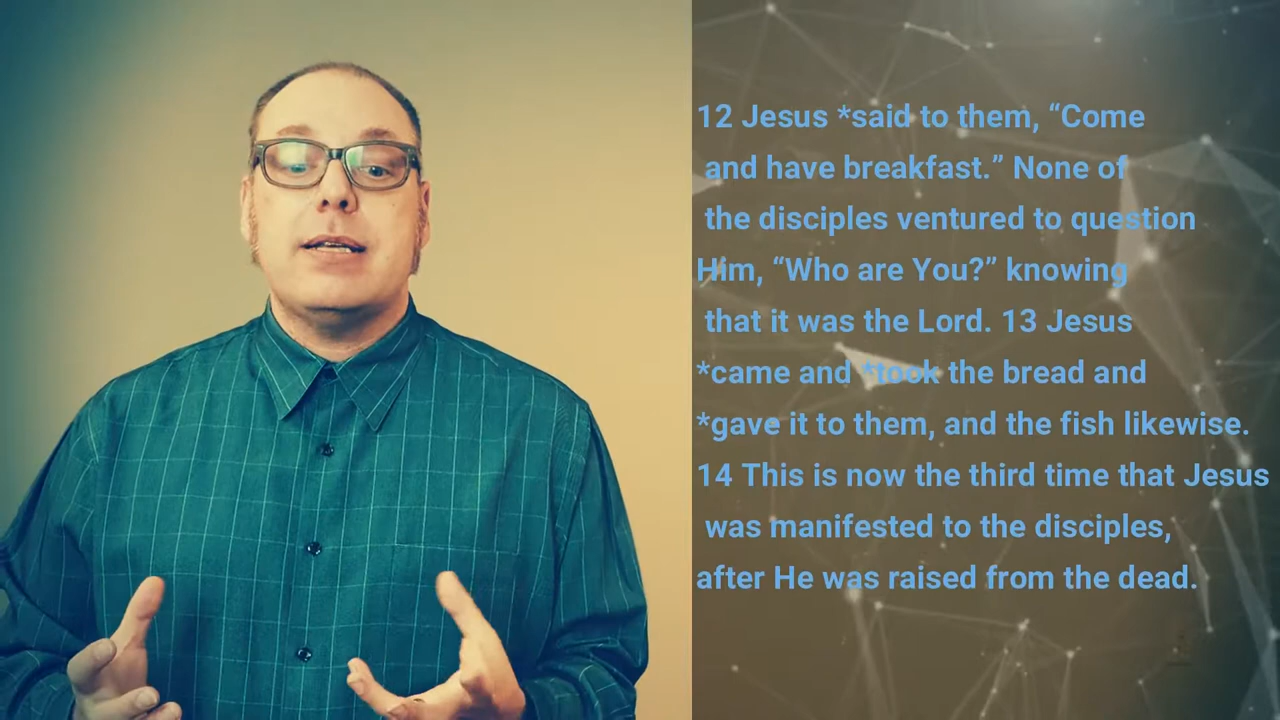 12 Jesus *said to them, “Come
and have breakfast.” None of
the disciples ventured to question
Him, “Who are You?” knowing
that it was the Lord. 13 Jesus
*came and *took the bread and
*gave it to them, and the fish likewise.
14 This is now the third time that Jesus
was manifested to the disciples,
after He was raised from the dead.